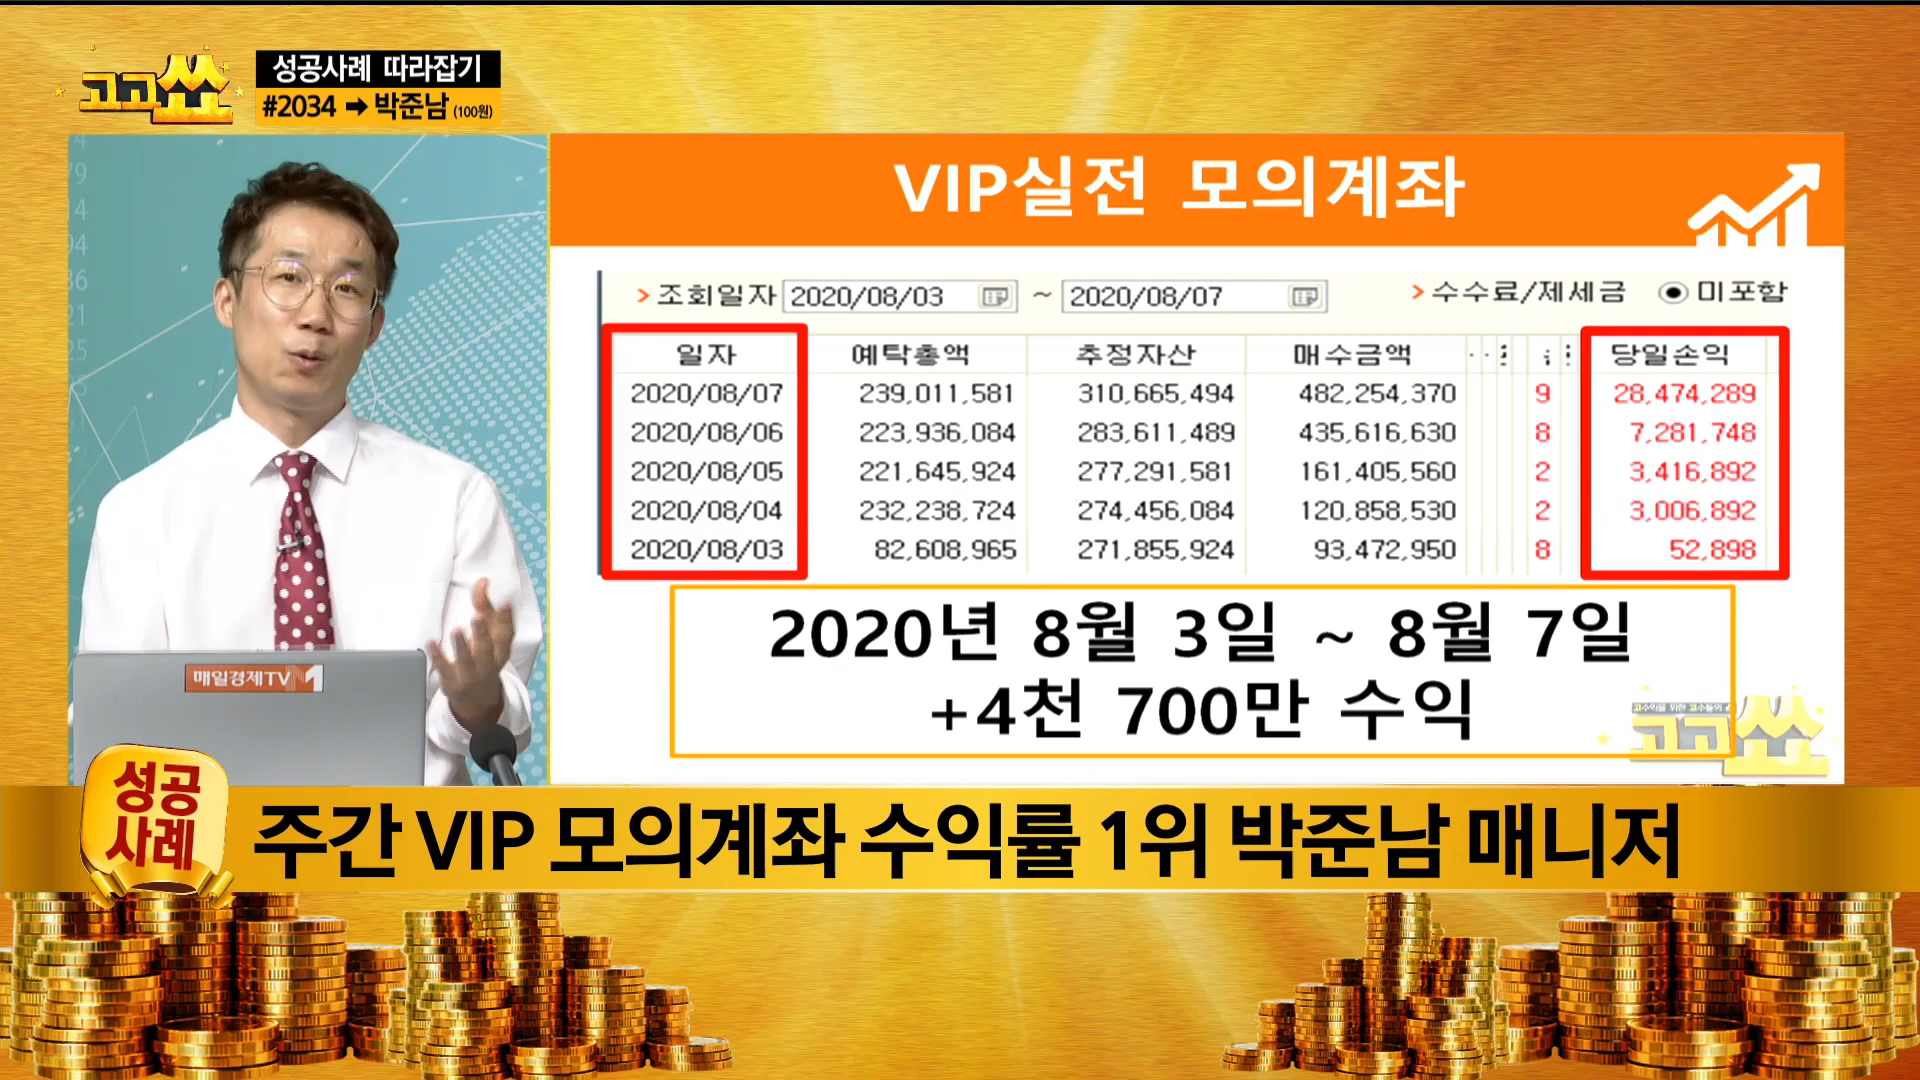 고고쑈
성공사례 따라잡기
#2034 ➡ 박준남 (100원)
VIP실전 모의계좌
> 조회일자 2020/08/03 ~ 2020/08/07 > 수수료/제세금 미포함
일자 예탁총액 추정자산 매수금액 당일손익
2020/08/07 239,011,581 310,665,494 482,254,370 9 28,474,289
2020/08/06 223,936,084 283,611,489 435,616,630 8 7,281,748
2020/08/05 221,645,924 277,291,581 161,405,560 2 3,416,892
2020/08/04 232,238,724 274,456,084 120,858,530 2 3,006,892
2020/08/03 82,608,965 271,855,924 93,472,950 8 52,898
2020년 8월 3일 ~ 8월 7일
+4천 700만 수익
고수익을 위한 고수들의
고고쑈
매일경제TV M
성공
사례
주간 VIP 모의계좌 수익률 1위 박준남 매니저